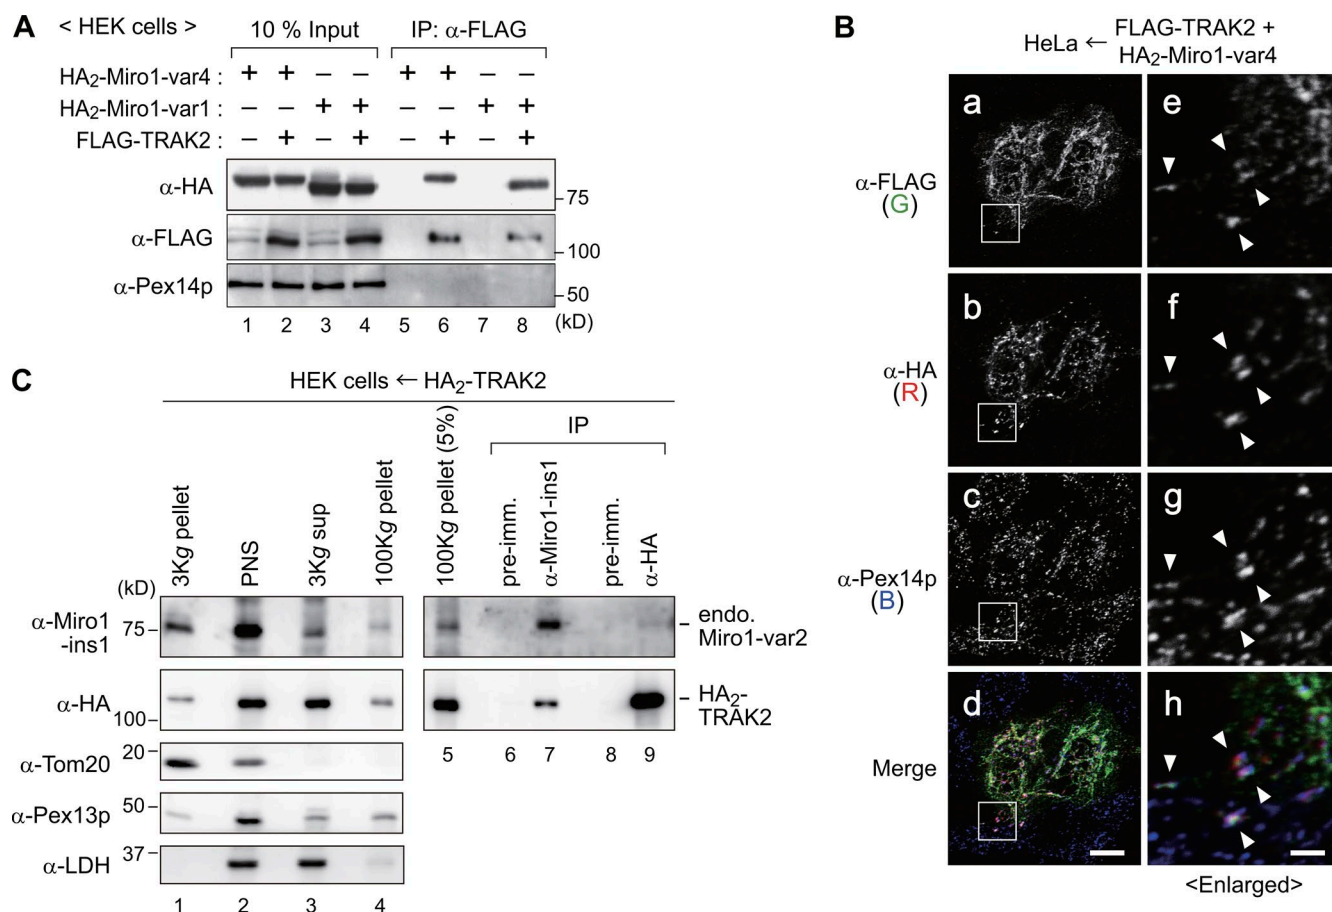 A
< HEK cells >
10 % Input
IP: α-FLAG
HA2-Miro1-var4 : + + – – + + – –
HA2-Miro1-var1 : – – + + – – + +
FLAG-TRAK2 : – + – + – + – +
α-HA
75
α-FLAG
100
α-Pex14p
50
1 2 3 4 5 6 7 8 (kD)
B
HeLa ← FLAG-TRAK2 +
HA2-Miro1-var4
a
e
α-FLAG
(G)
b
f
α-HA
(R)
c
g
α-Pex14p
(B)
d
h
Merge
<Enlarged>
C
HEK cells ← HA2-TRAK2
IP
3Kg pellet
PNS
3Kg sup
100Kg pellet
100Kg pellet (5%)
pre-imm.
α-Miro1-ins1
pre-imm.
α-HA
(kD)
α-Miro1
-ins1
75
endo.
Miro1-var2
α-HA
100
HA2-
TRAK2
5 6 7 8 9
α-Tom20
20
α-Pex13p
50
α-LDH
37
1 2 3 4